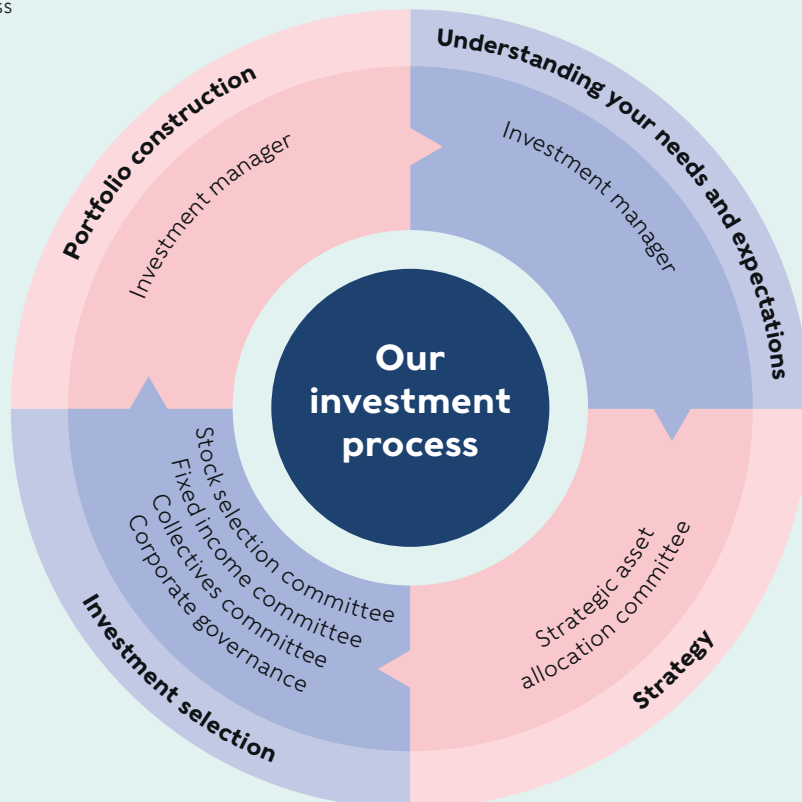 ss
Our
investment
process
Understanding your needs and expectations
Investment manager
Strategy
Strategic asset
allocation committee
Investment selection
Stock selection committee
Fixed income committee
Collectives committee
Corporate governance
Portfolio construction
Investment manager